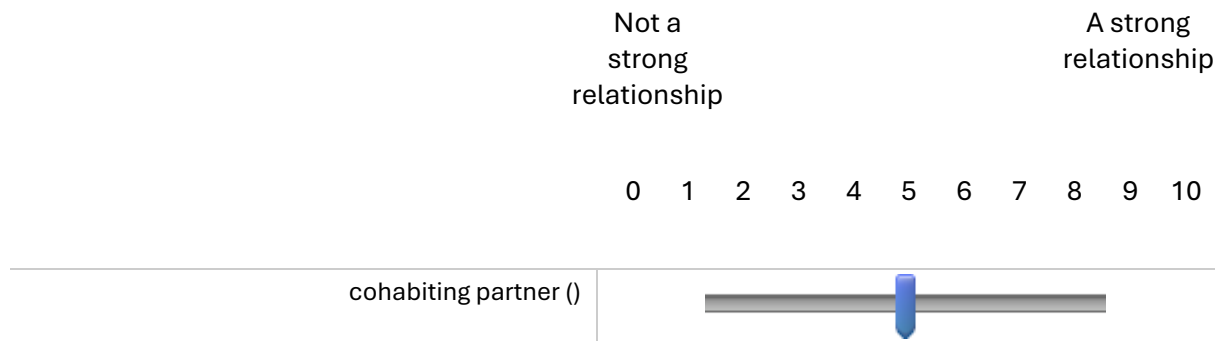 Not a
strong
relationship
A strong
relationship
0 1 2 3 4 5 6 7 8 9 10
cohabiting partner ()